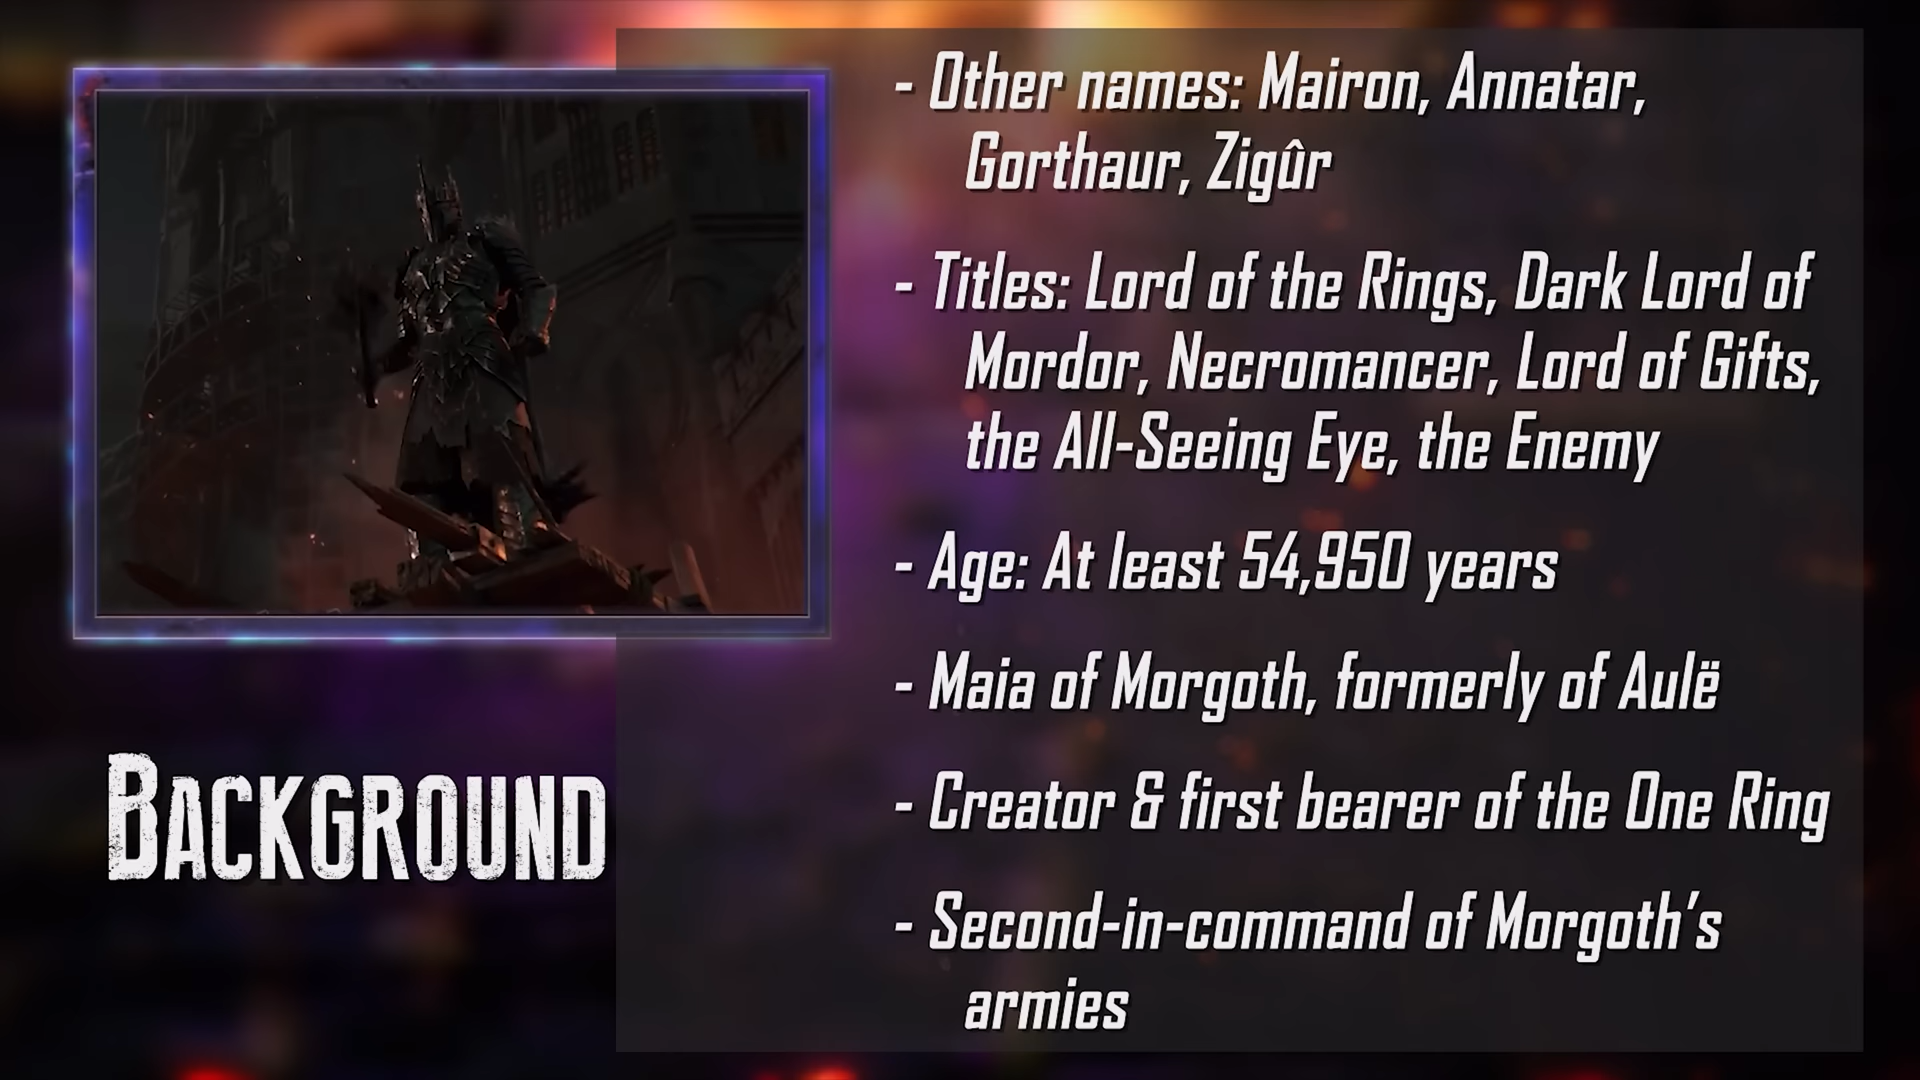 - Other names: Mairon, Annatar,
Gorthaur, Zigûr
- Titles: Lord of the Rings, Dark Lord of
Mordor, Necromancer, Lord of Gifts,
the All-Seeing Eye, the Enemy
- Age: At least 54,950 years
- Maia of Morgoth, formerly of Aulë
- Creator & first bearer of the One Ring
- Second-in-command of Morgoth's
armies
Background